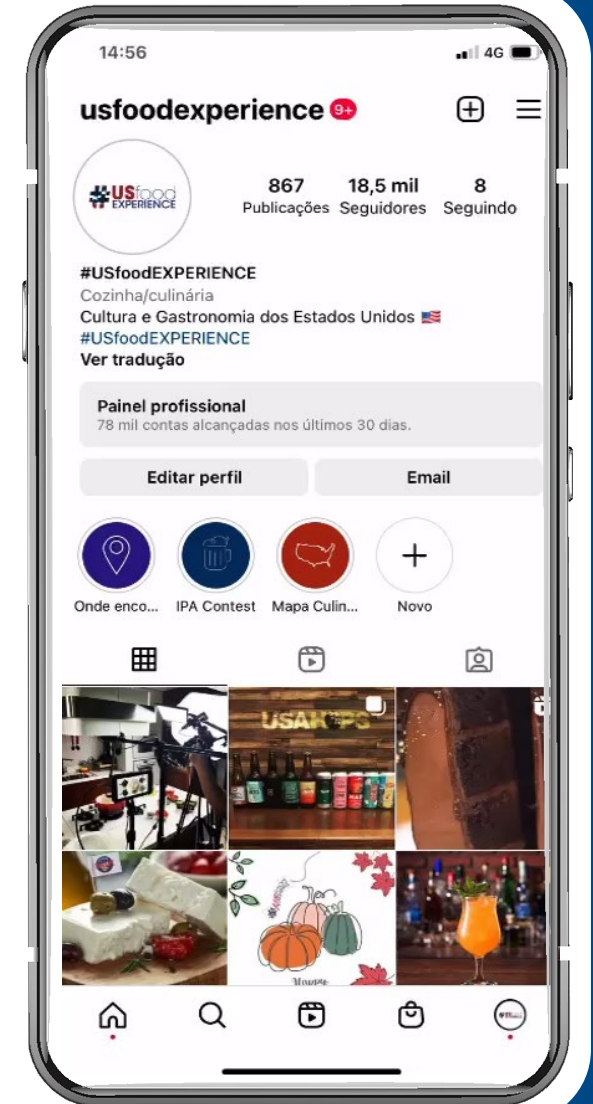 14:56
4G
usfoodexperience 9+
#USfood
EXPERIENCE
867 18,5 mil 8
Publicações Seguidores Seguindo
#USfoodEXPERIENCE
Cozinha/culinária
Cultura e Gastronomia dos Estados Unidos
#USfoodEXPERIENCE
Ver tradução
Painel profissional
78 mil contas alcançadas nos últimos 30 dias.
Editar perfil Email
Onde enco... IPA Contest Mapa Culin... Novo
USAHOPS